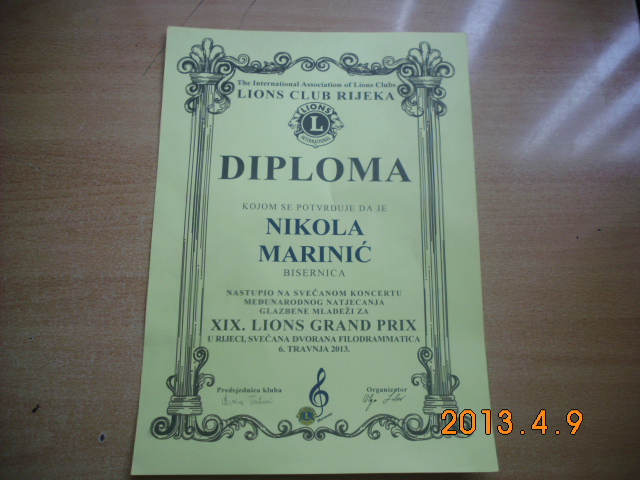 The International Association of Lions Clubs
LIONS CLUB RIJEKA
LIONS
L
INTERNATIONAL
DIPLOMA
KOJOM SE POTVRĐUJE DA JE
NIKOLA
MARINIĆ
BISERNICA
NASTUPIO NA SVEČANOM KONCERTU
MEĐUNARODNOG NATJECANJA
GLAZBENE MLADEŽI ZA
XIX. LIONS GRAND PRIX
U RIJECI, SVEČANA DVORANA FILODRAMMATICA
6. TRAVNJA 2013.
Predsjednica kluba
Organizator
L
2013.4.9